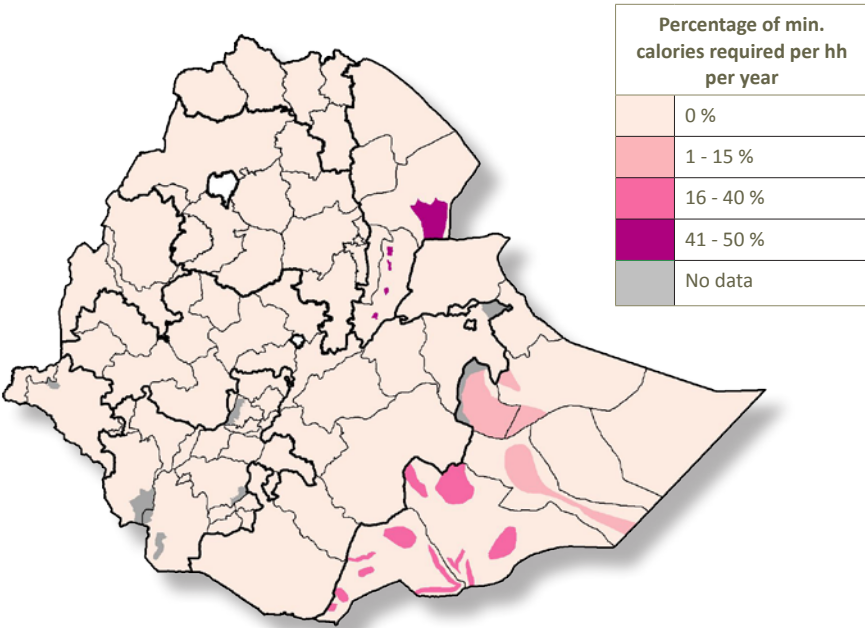 Percentage of min.
calories required per hh
per year
0 %
1 - 15 %
16 - 40 %
41 - 50 %
No data